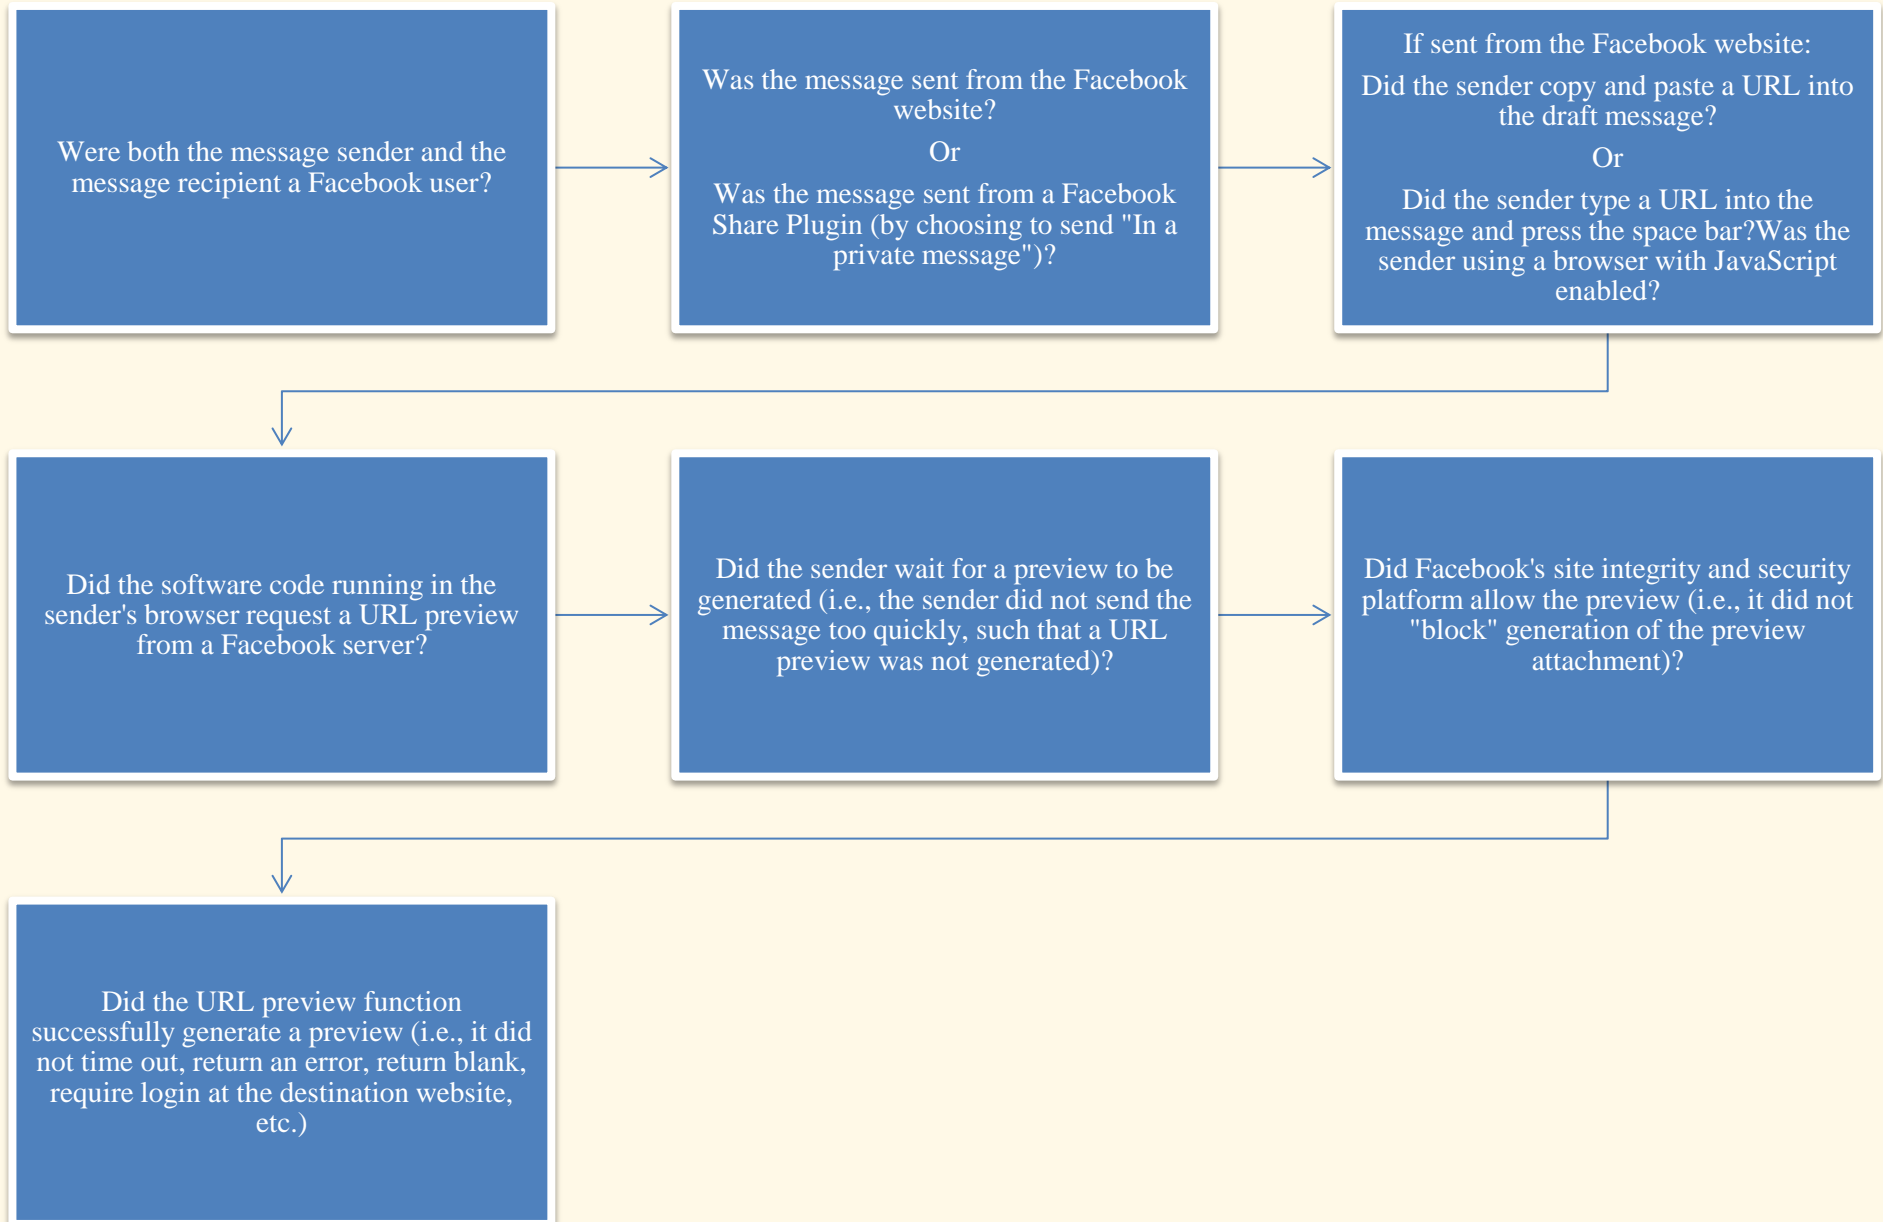 Were both the message sender and the
message recipient a Facebook user?
Was the message sent from the Facebook
website?
Or
Was the message sent from a Facebook
Share Plugin (by choosing to send "In a
private message")?
If sent from the Facebook website:
Did the sender copy and paste a URL into
the draft message?
Or
Did the sender type a URL into the
message and press the space bar?Was the
sender using a browser with JavaScript
enabled?
Did the software code running in the
sender's browser request a URL preview
from a Facebook server?
Did the sender wait for a preview to be
generated (i.e., the sender did not send the
message too quickly, such that a URL
preview was not generated)?
Did Facebook's site integrity and security
platform allow the preview (i.e., it did not
"block" generation of the preview
attachment)?
Did the URL preview function
successfully generate a preview (i.e., it did
not time out, return an error, return blank,
require login at the destination website,
etc.)